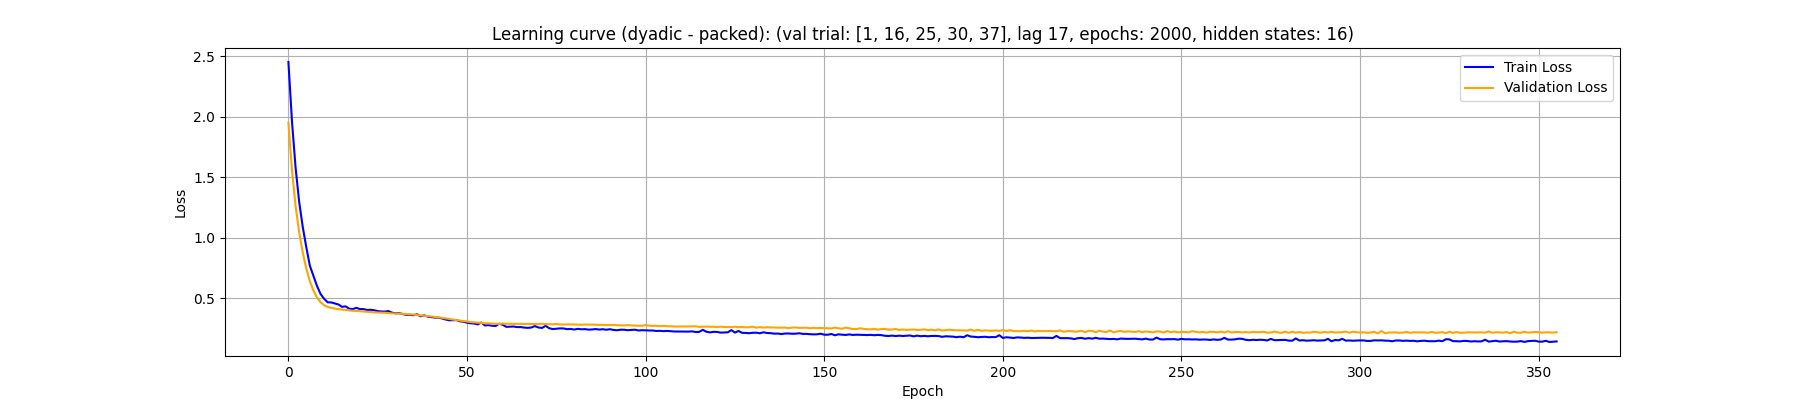 Learning curve (dyadic - packed): (val trial: [1, 16, 25, 30, 37], lag 17, epochs: 2000, hidden states: 16)
Train Loss
Validation Loss
Loss
2.5
2.0
1.5
1.0
0.5
0 50 100 150 200 250 300 350
Epoch